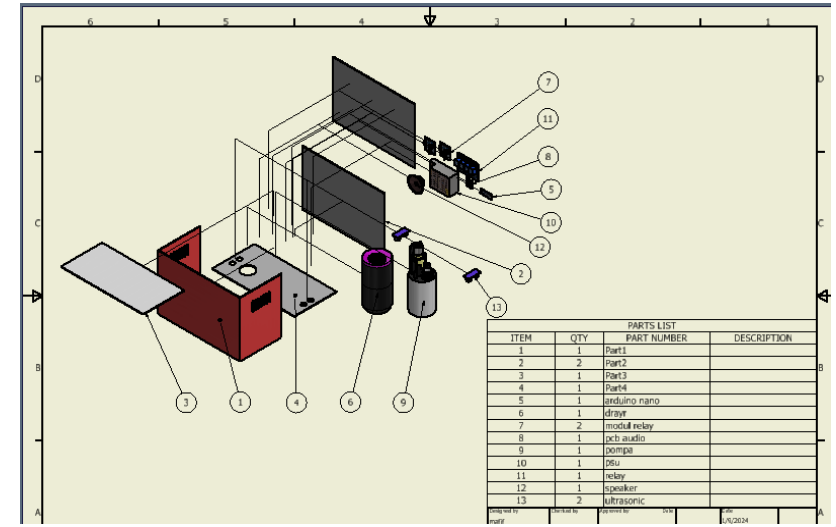 6 5 4 3 2 1
D D
7
11
8
5
10
12
C C
2
13
3 1 4 6 9
B B
PARTS LIST
ITEM QTY PART NUMBER DESCRIPTION
1 1 Part1
2 2 Part2
3 1 Part3
4 1 Part4
5 1 arduino nano
6 1 drayr
7 2 modul relay
8 1 pcb audio
9 1 pompa
10 1 psu
11 1 relay
12 1 speaker
13 2 ultrasonic
A A
Designed by Checked by Approved by Date Date
1/9/2024